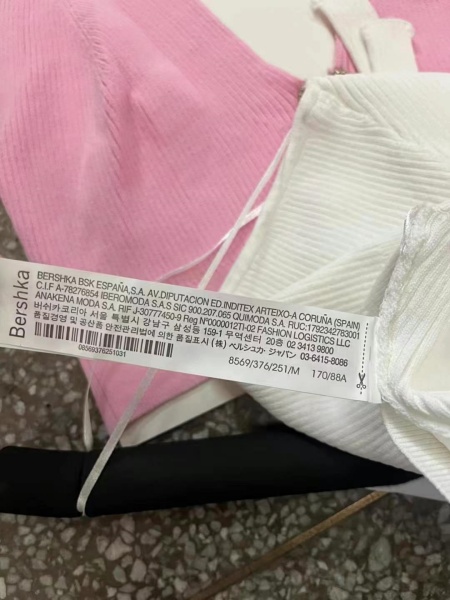 Bershka
BERSHKA BSK ESPAÑA,S.A. AV.DIPUTACION ED.INDITEX ARTEIXO-A CORUÑA (SPAIN)
C.I.F A-78276854 IBEROMODA S.A.S SIC 900.207.065 QUIMODA S.A. RUC:1792342783001
ANAKENA MODA S.A. RIF J-30777450-9 Reg Nº00000127I-02 FASHION LOGISTICS LLC
버쉬카코리아 서울 특별시 강남구 삼성동 159-1 무역센터 20층 02 3413 9800
품질경영 및 공산품 안전관리법에 의한 품질표시 (株) ベルシュカ・ジャパン 03-6415-8086
08569376251031
8569/376/251/M 170/88A